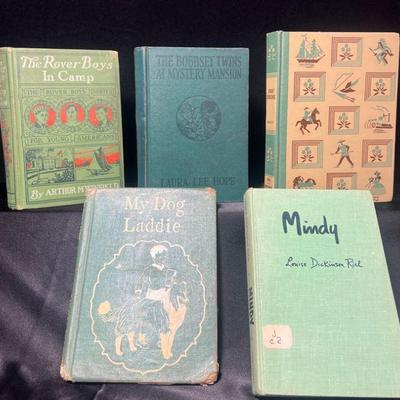 The Rover Boys
In Camp
THE ROVER BOYS SERIES
FOR YOUNG AMERICANS
By ARTHUR M. WINFIELD
THE BOBBSEY TWINS
AT MYSTERY MANSION
LAURA LEE HOPE
My Dog
Laddie
Mindy
Louise Dickinson Rich
MINDY
J